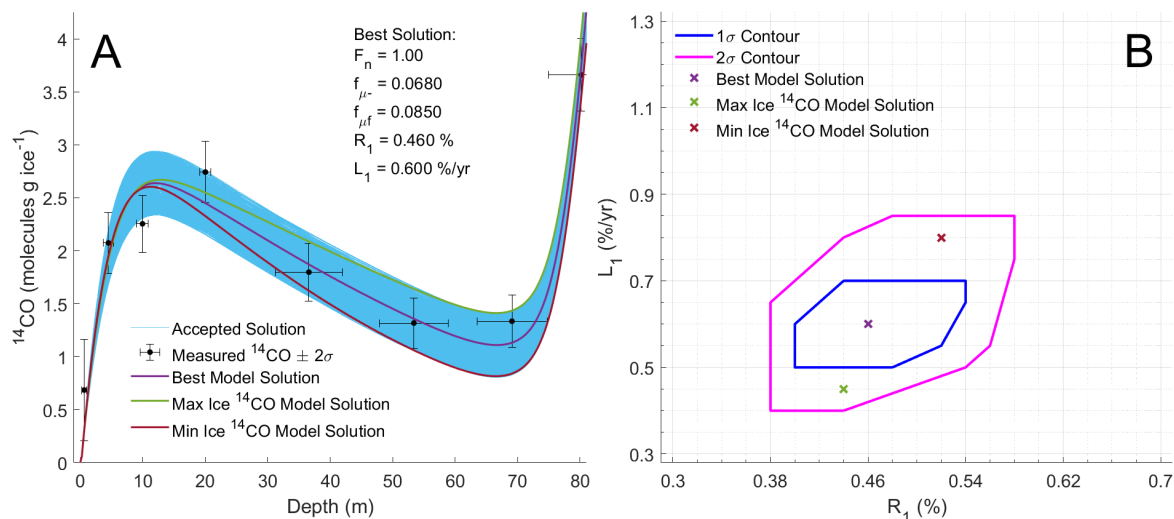 A
Best Solution:
Fₙ = 1.00
f_μ- = 0.0680
f_μf = 0.0850
R₁ = 0.460 %
L₁ = 0.600 %/yr
4
3.5
3
2.5
2
1.5
1
0.5
0
¹⁴CO (molecules g ice⁻¹)
Accepted Solution
Measured ¹⁴CO ± 2σ
Best Model Solution
Max Ice ¹⁴CO Model Solution
Min Ice ¹⁴CO Model Solution
0 10 20 30 40 50 60 70 80
Depth (m)
B
1σ Contour
2σ Contour
Best Model Solution
Max Ice ¹⁴CO Model Solution
Min Ice ¹⁴CO Model Solution
1.3
1.1
0.9
0.7
0.5
0.3
L₁ (%/yr)
0.3 0.38 0.46 0.54 0.62 0.7
R₁ (%)